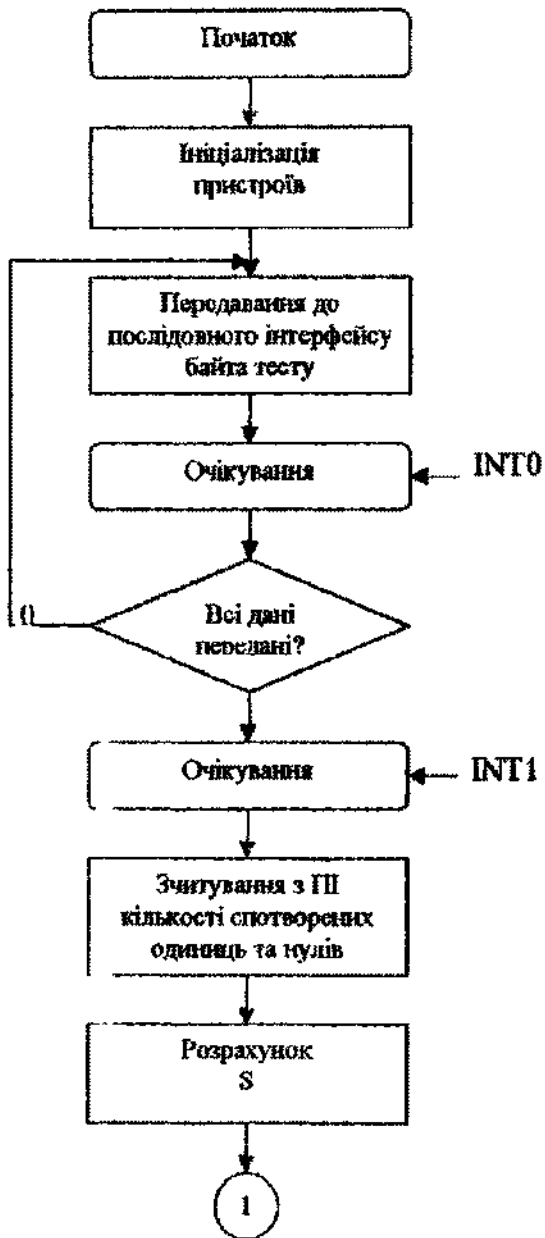 Початок
Ініціалізація
пристроїв
Передавання до
послідовного інтерфейсу
байта тесту
Очікування
INT0
Всі дані
передані?
0
Очікування
INT1
Зчитування з ПІ
кількості спотворених
одиниць та нулів
Розрахунок
S
1